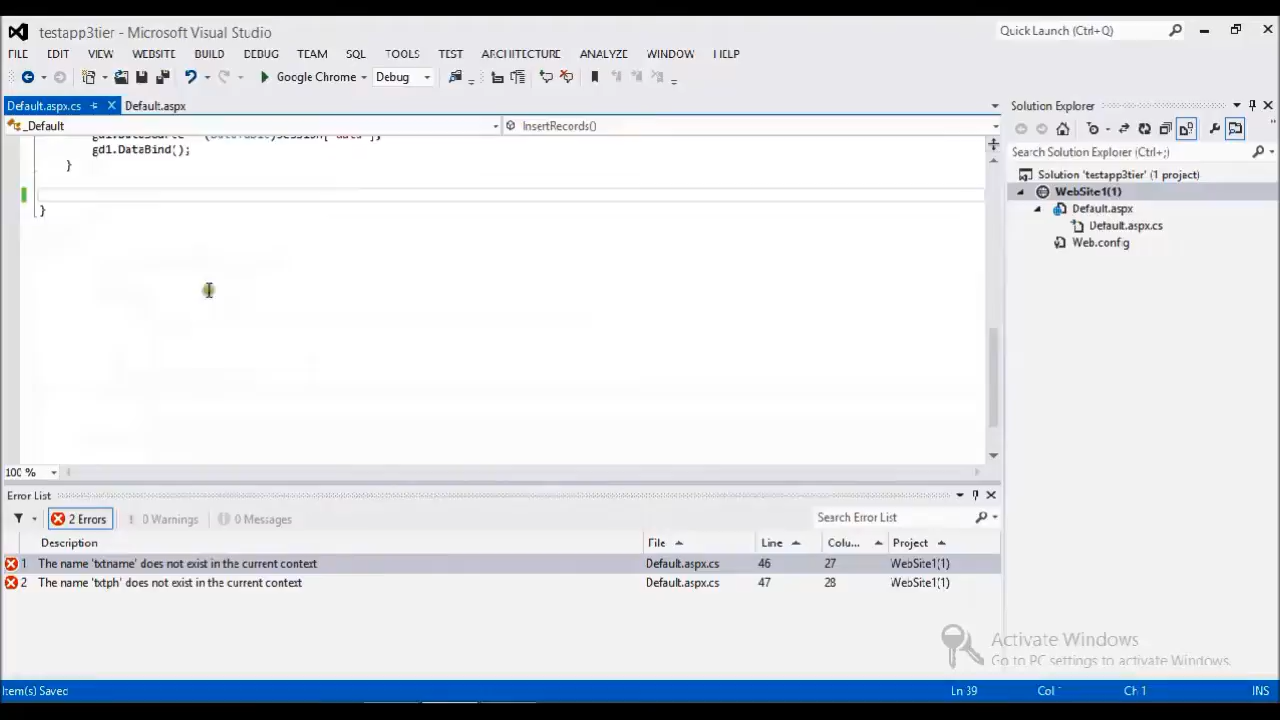 testapp3tier - Microsoft Visual Studio
Quick Launch (Ctrl+Q)
FILE EDIT VIEW WEBSITE BUILD DEBUG TEAM SQL TOOLS TEST ARCHITECTURE ANALYZE WINDOW HELP
Google Chrome Debug
Default.aspx.cs Default.aspx
_Default InsertRecords()
gd1.DataBind();
}
}
100 %
Solution Explorer
Search Solution Explorer (Ctrl+;)
Solution 'testapp3tier' (1 project)
WebSite1(1)
Default.aspx
Default.aspx.cs
Web.config
Error List
2 Errors 0 Warnings 0 Messages Search Error List
Description File Line Colu... Project
1 The name 'txtname' does not exist in the current context Default.aspx.cs 46 27 WebSite1(1)
2 The name 'txtph' does not exist in the current context Default.aspx.cs 47 28 WebSite1(1)
Activate Windows
Go to PC settings to activate Windows.
Item(s) Saved Ln 39 Col Ch 1 INS